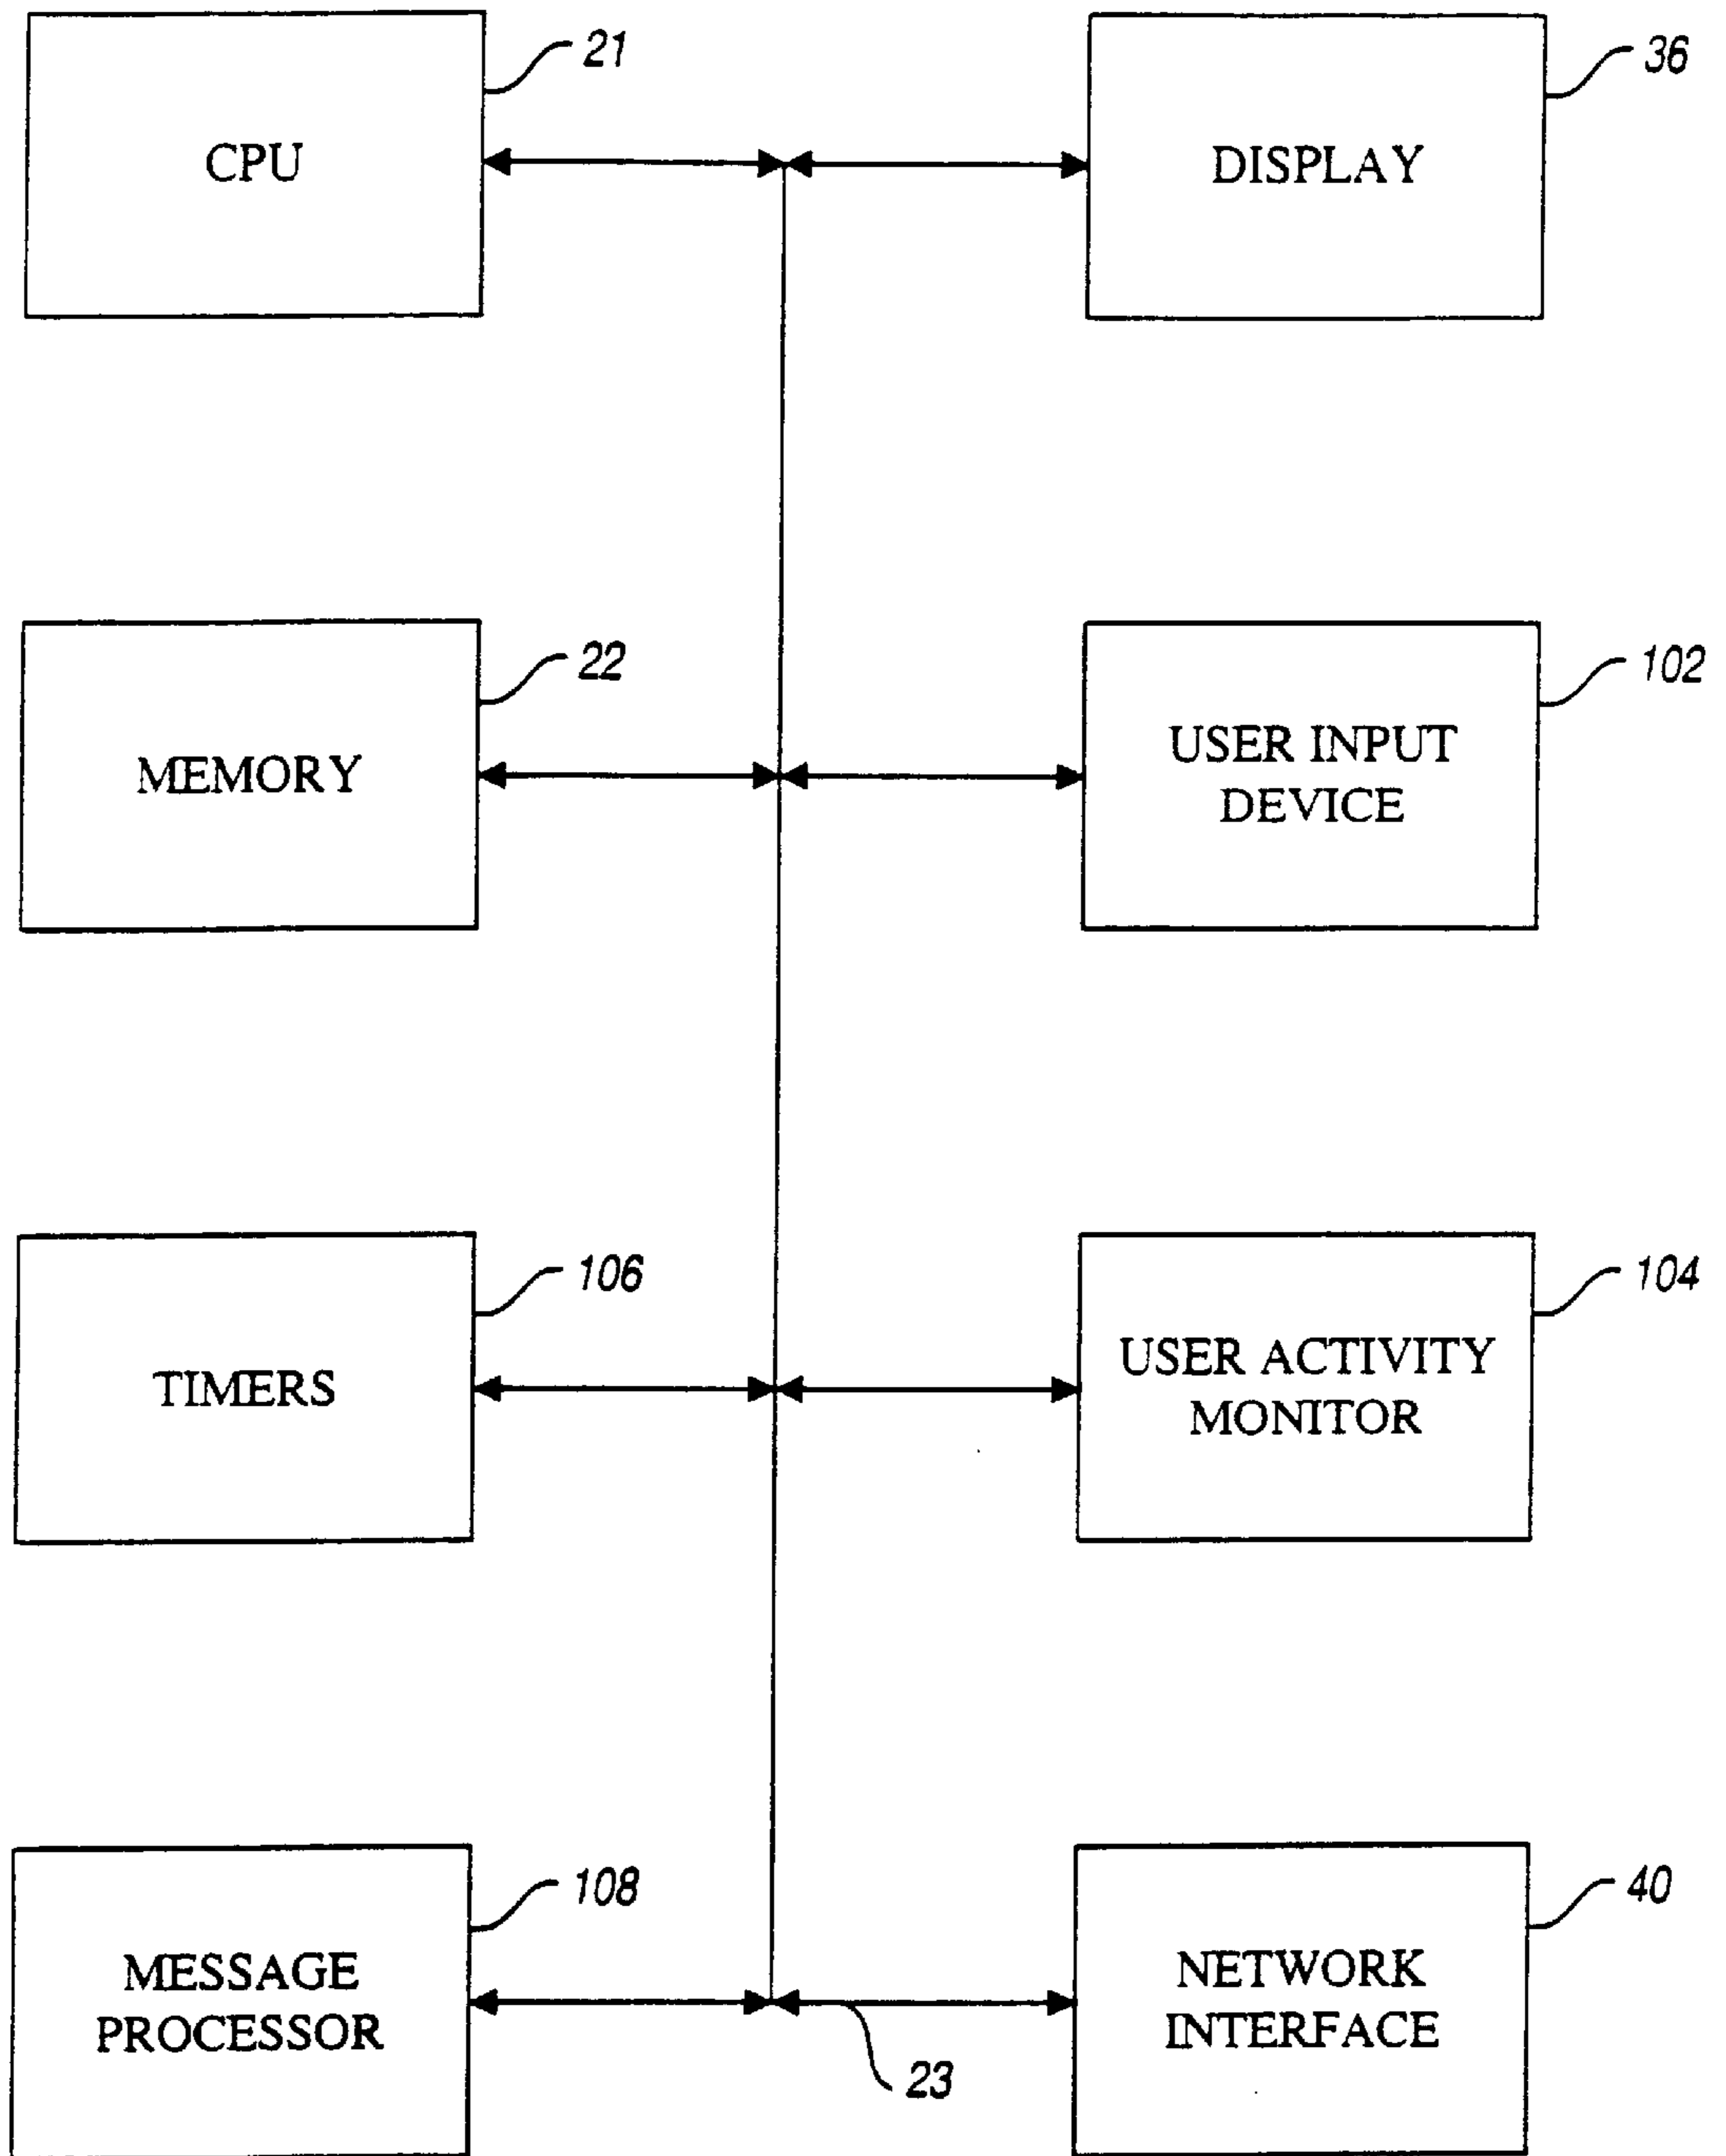 21
CPU
36
DISPLAY
22
MEMORY
102
USER INPUT
DEVICE
106
TIMERS
104
USER ACTIVITY
MONITOR
108
MESSAGE
PROCESSOR
40
NETWORK
INTERFACE
23